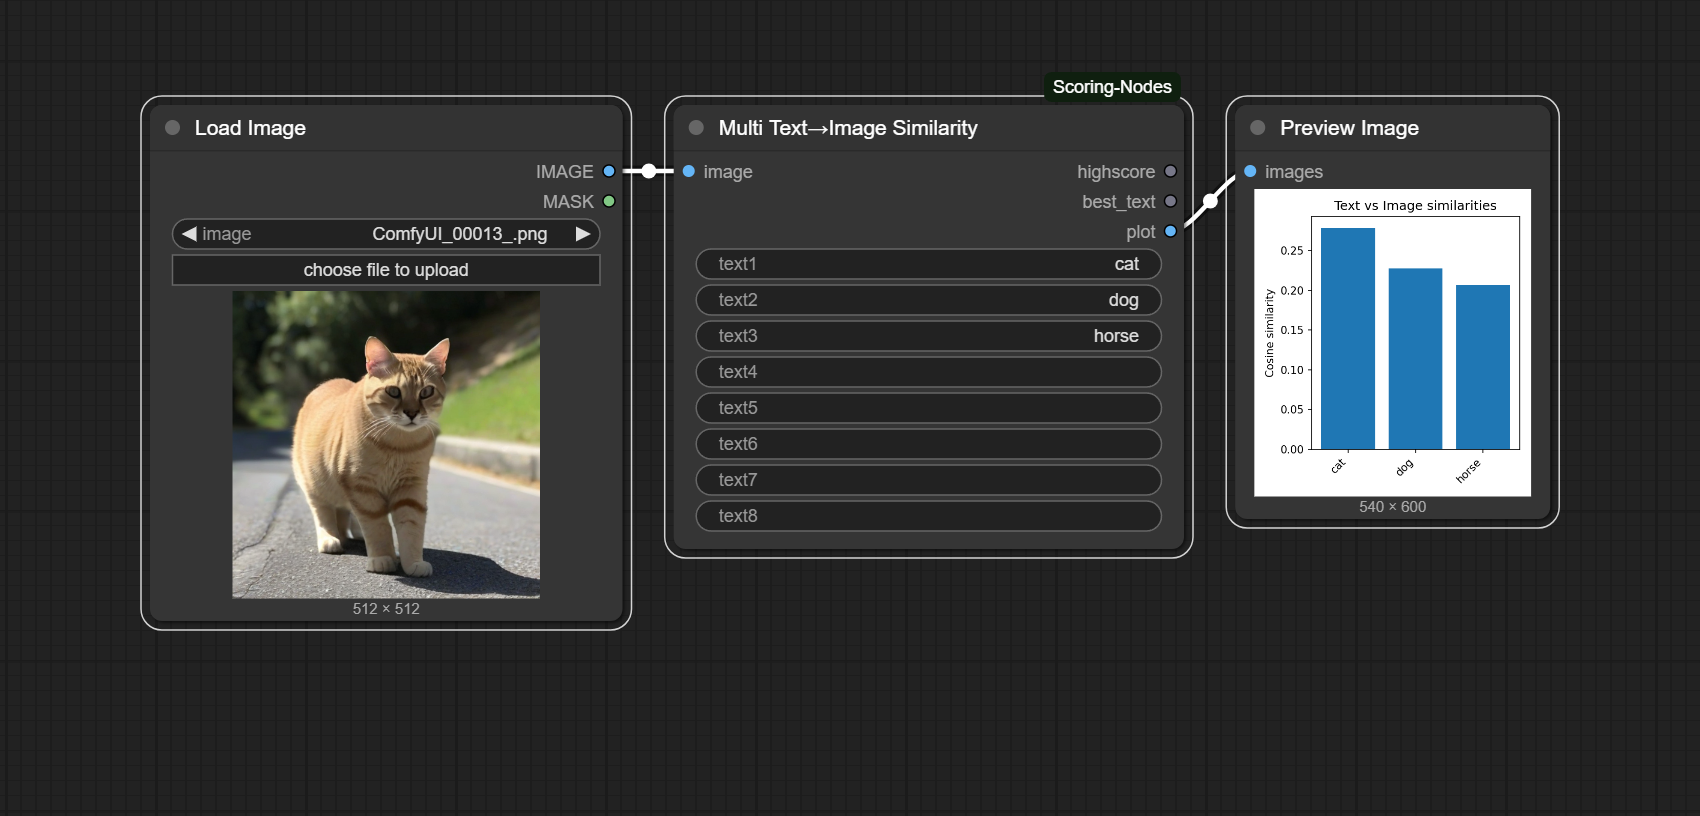 Scoring-Nodes
Load Image
IMAGE
MASK
image ComfyUI_00013_.png
choose file to upload
512 × 512
Multi Text→Image Similarity
image highscore
best_text
plot
text1 cat
text2 dog
text3 horse
text4
text5
text6
text7
text8
Preview Image
images
Text vs Image similarities
Cosine similarity
0.25
0.20
0.15
0.10
0.05
0.00
cat dog horse
540 × 600